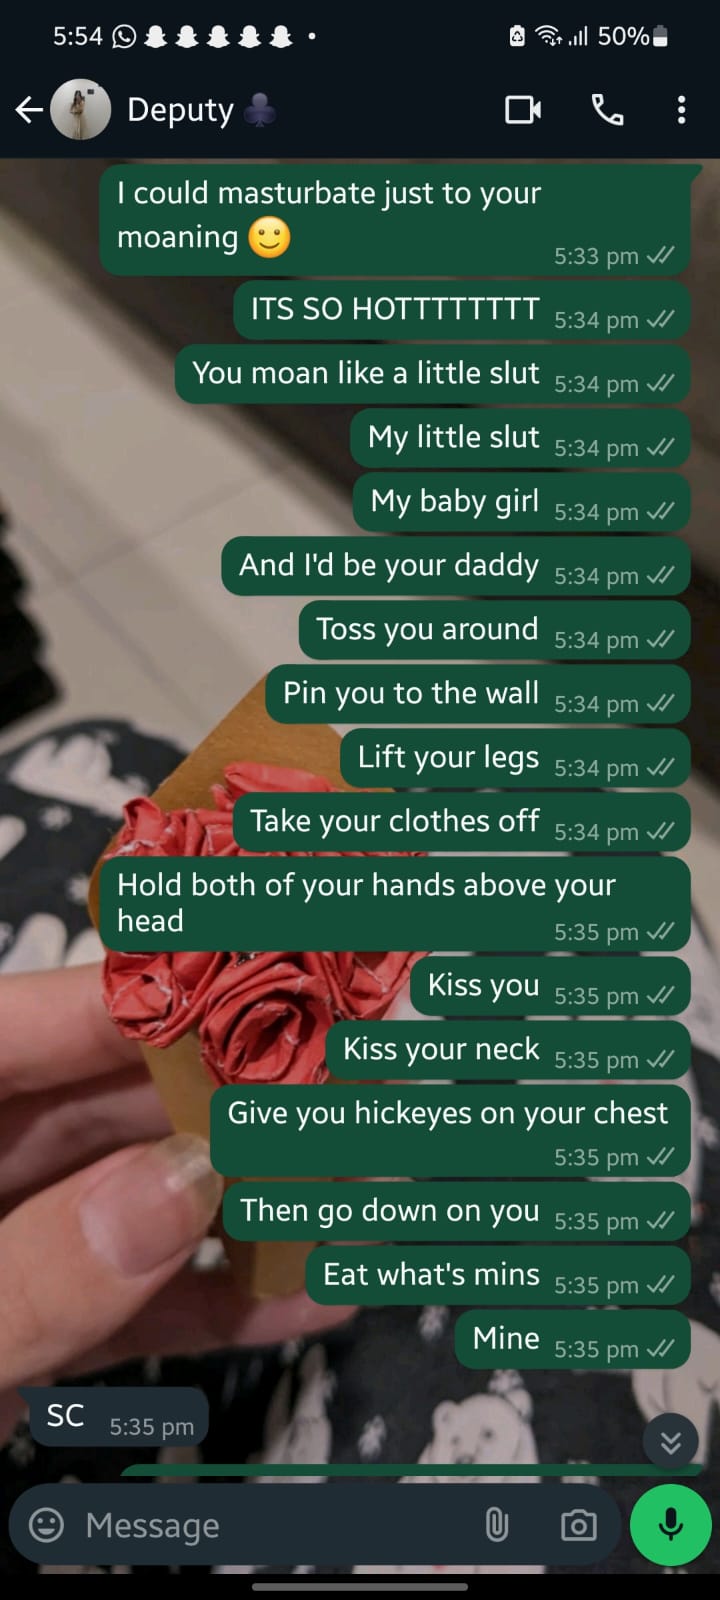 5:54 50%
Deputy ♣
I could masturbate just to your
moaning 🙂
5:33 pm
ITS SO HOTTTTTTTT 5:34 pm
You moan like a little slut 5:34 pm
My little slut 5:34 pm
My baby girl 5:34 pm
And I'd be your daddy 5:34 pm
Toss you around 5:34 pm
Pin you to the wall 5:34 pm
Lift your legs 5:34 pm
Take your clothes off 5:34 pm
Hold both of your hands above your
head 5:35 pm
Kiss you 5:35 pm
Kiss your neck 5:35 pm
Give you hickeyes on your chest
5:35 pm
Then go down on you 5:35 pm
Eat what's mins 5:35 pm
Mine 5:35 pm
SC 5:35 pm
Message